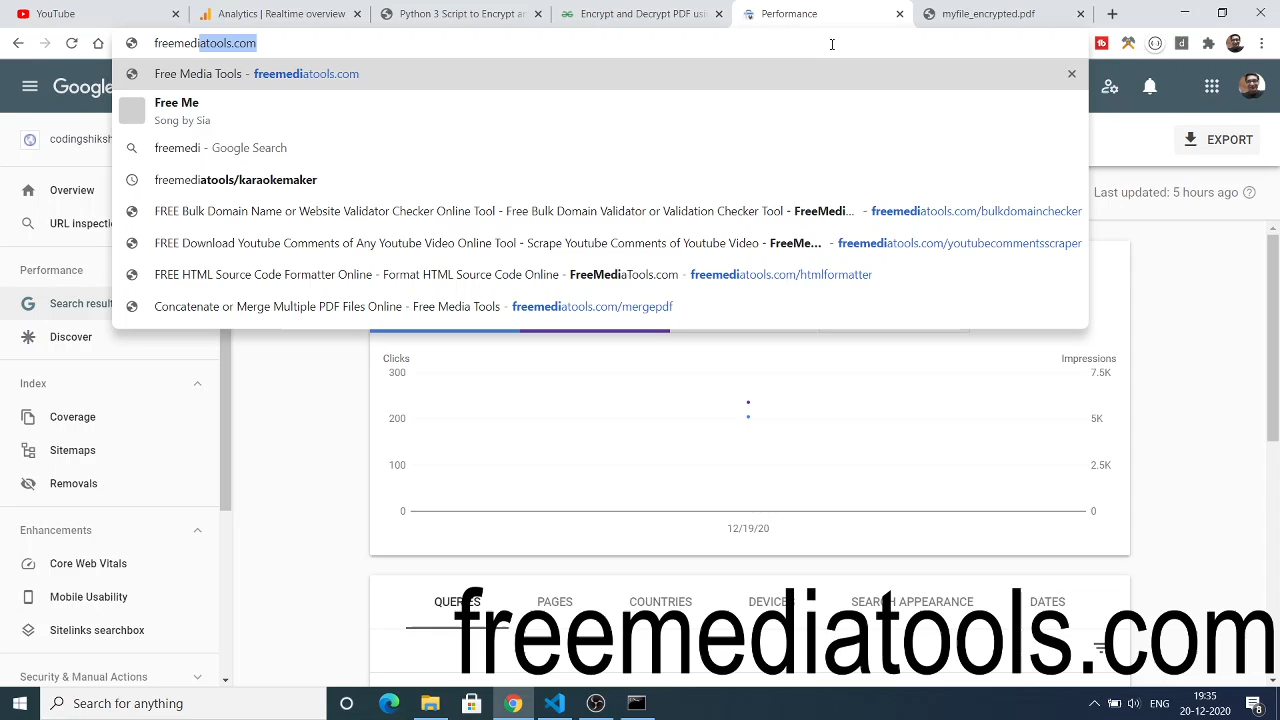 YouTube
Analytics | Realtime overview
Python 3 Script to Encrypt an
Encrypt and Decrypt PDF usi
Performance
myfile_encrypted.pdf
freemediatools.com
Free Media Tools - freemediatools.com
Free Me
Song by Sia
freemedi - Google Search
freemediatools/karaokemaker
FREE Bulk Domain Name or Website Validator Checker Online Tool - Free Bulk Domain Validator or Validation Checker Tool - FreeMedi... - freemediatools.com/bulkdomainchecker
FREE Download Youtube Comments of Any Youtube Video Online Tool - Scrape Youtube Comments of Youtube Video - FreeMe... - freemediatools.com/youtubecommentsscraper
FREE HTML Source Code Formatter Online - Format HTML Source Code Online - FreeMediaTools.com - freemediatools.com/htmlformatter
Concatenate or Merge Multiple PDF Files Online - Free Media Tools - freemediatools.com/mergepdf
Google
codingshiksh
EXPORT
Last updated: 5 hours ago
Overview
URL inspecti
Performance
Search result
Discover
Index
Coverage
Sitemaps
Removals
Enhancements
Core Web Vitals
Mobile Usability
Sitelinks searchbox
Security & Manual Actions
Clicks
Impressions
300
7.5K
200
5K
100
2.5K
0
0
12/19/20
QUERIES
PAGES
COUNTRIES
DEVICES
SEARCH APPEARANCE
DATES
freemediatools.com
Search for anything
ENG
19:35
20-12-2020
8